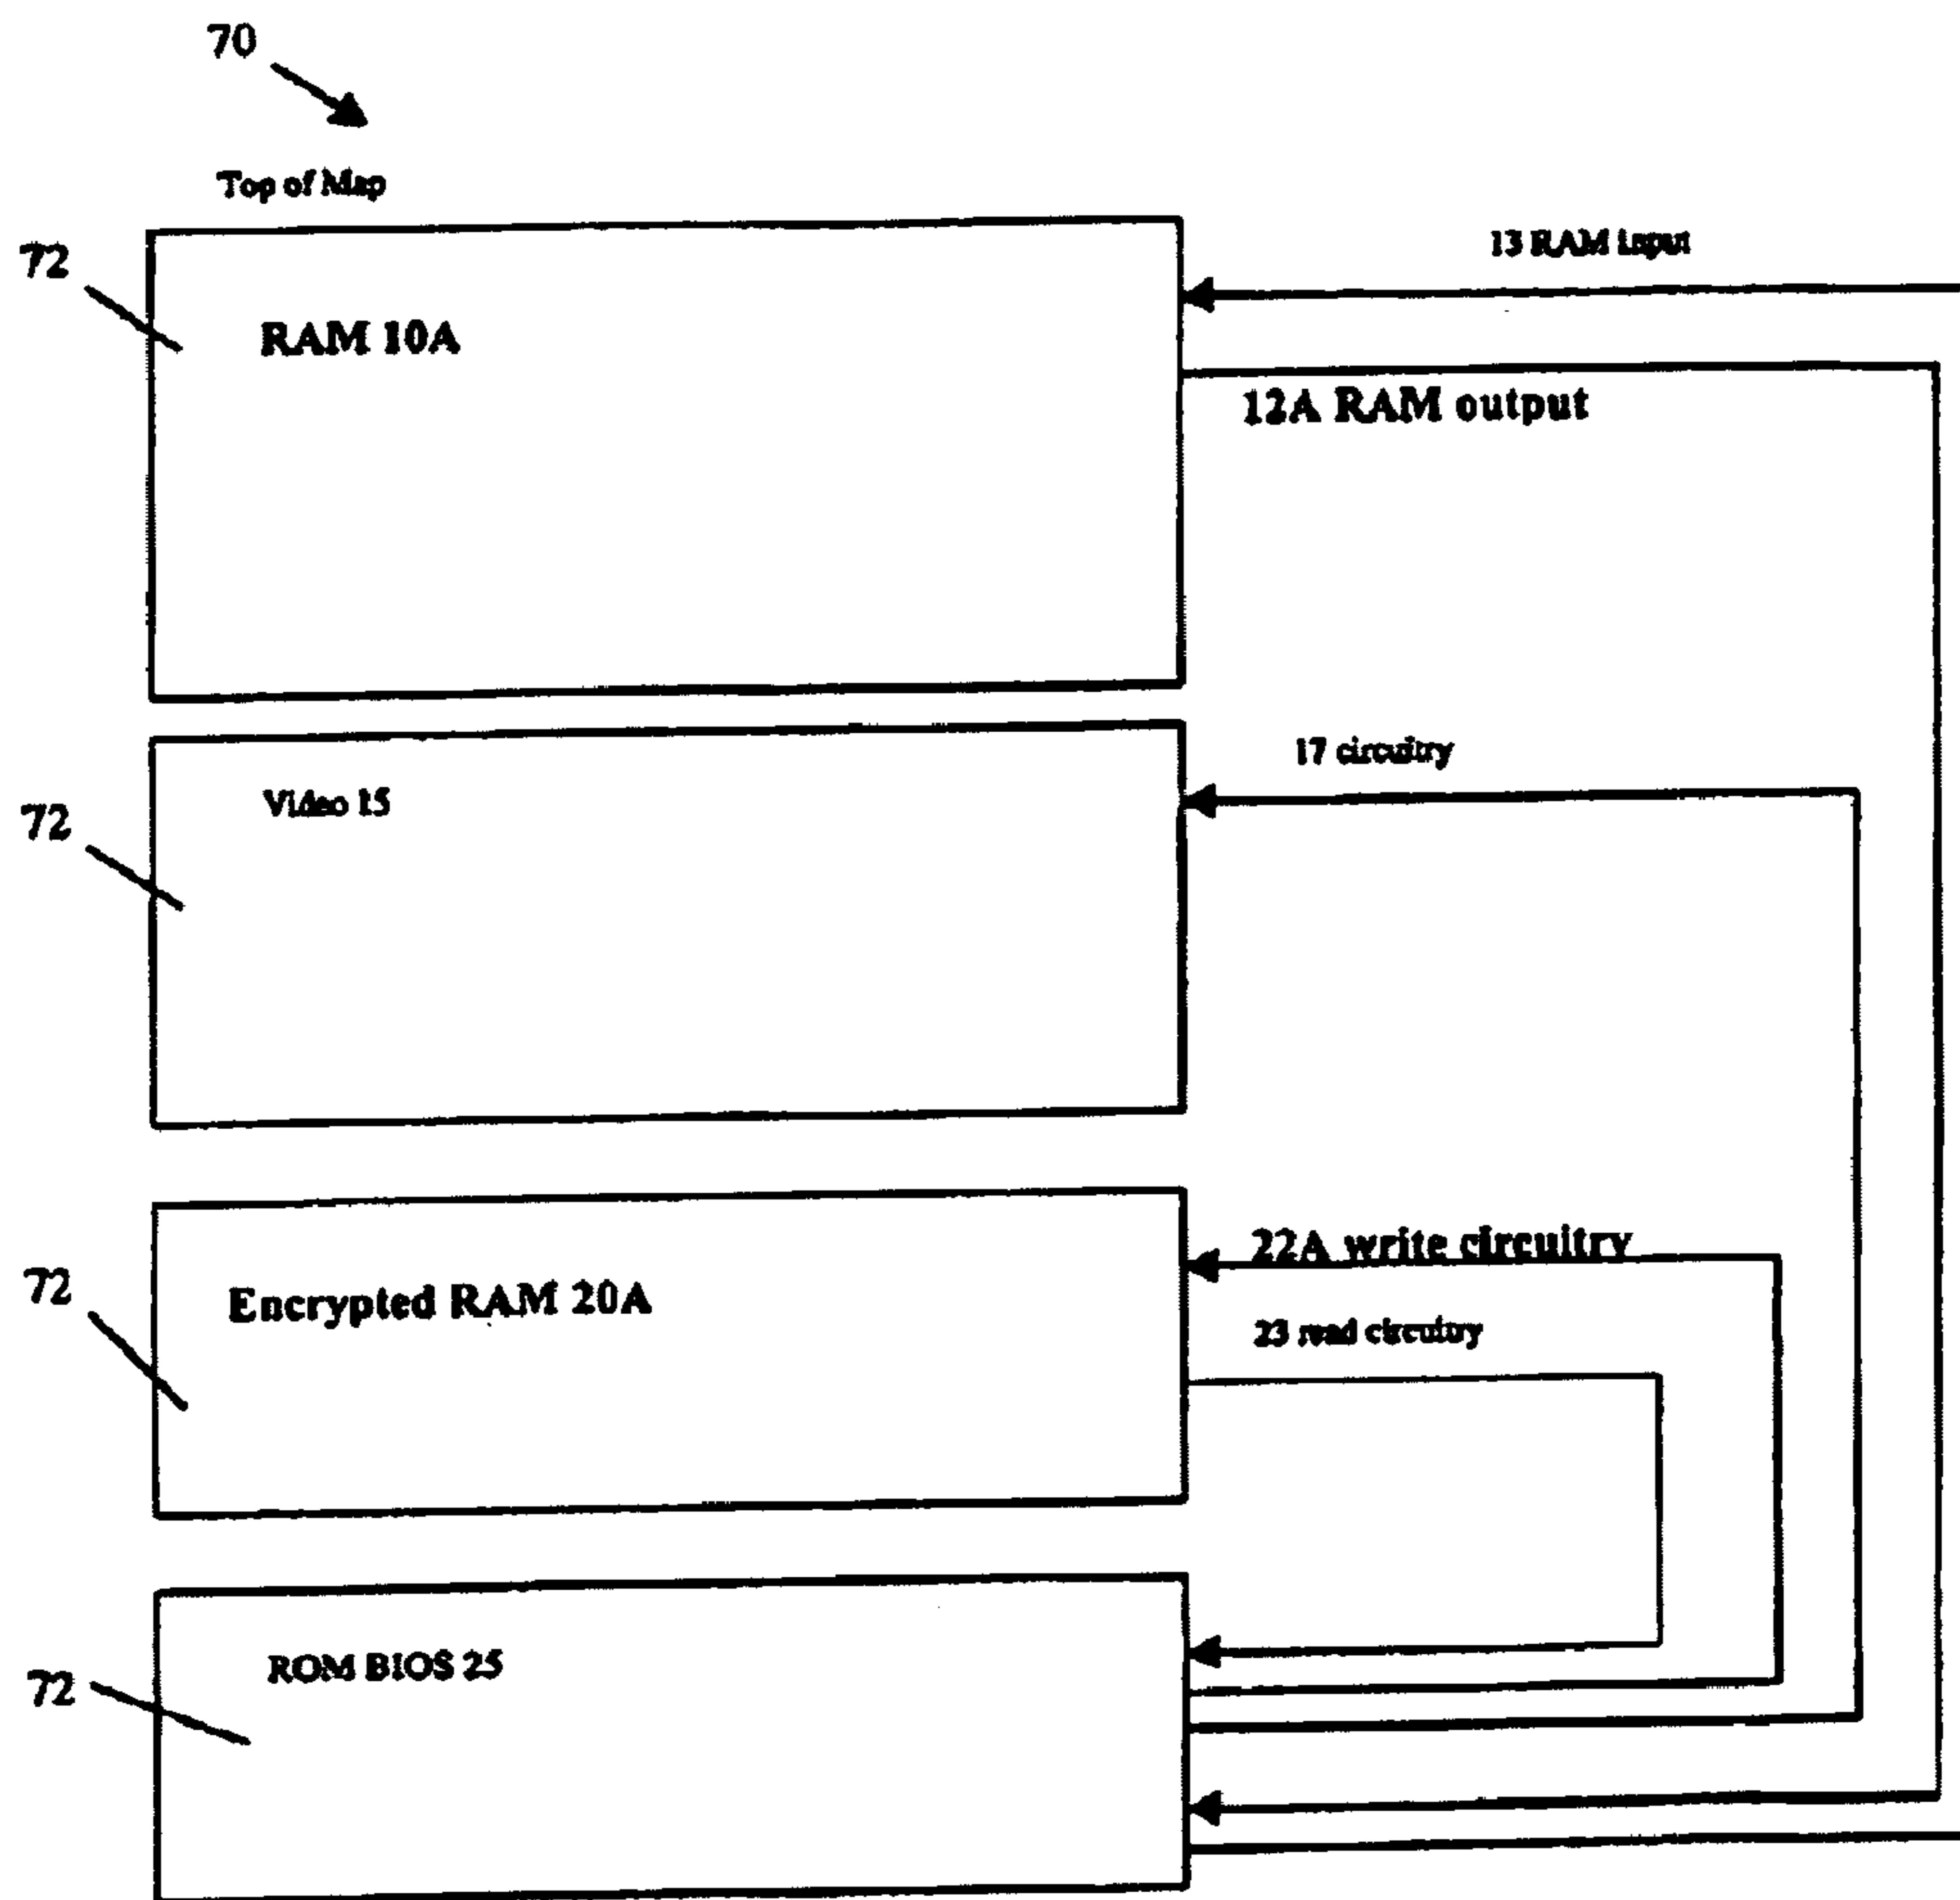 70
Top of Map
72
13 RAM input
RAM 10A
12A RAM output
17 circuitry
72
Video 15
22A write circuitry
72
Encrypted RAM 20A
23 read circuitry
ROM BIOS 25
72